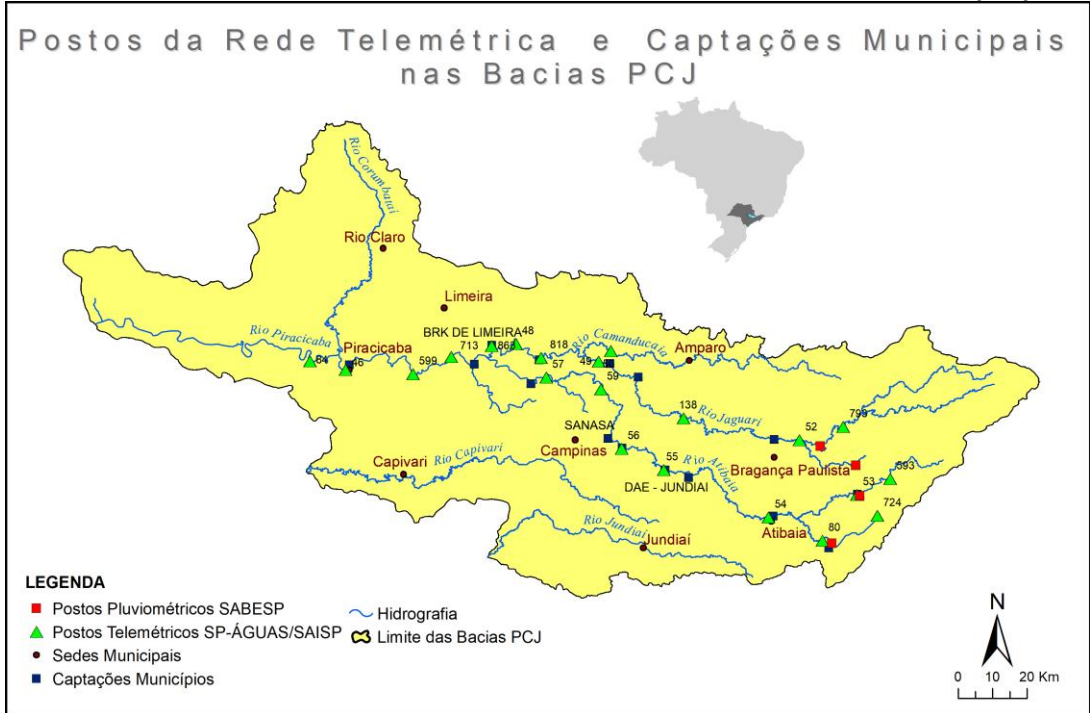 Postos da Rede Telemétrica e Captações Municipais
nas Bacias PCJ
Rio Corumbataí
Rio Claro
Limeira
BRK DE LIMEIRA
48
Rio Piracicaba
Piracicaba
713
866
818
Rio Camanducaia
Amparo
84
46
599
57
49
59
138
Rio Jaguari
52
798
SANASA
Campinas
56
Rio Capivari
Capivari
55
Rio Atibaia
Bragança Paulista
DAE - JUNDIAI
53
593
724
54
Atibaia
80
Rio Jundiaí
Jundiaí
LEGENDA
Postos Pluviométricos SABESP
Postos Telemétricos SP-ÁGUAS/SAISP
Sedes Municipais
Captações Municípios
Hidrografia
Limite das Bacias PCJ
N
0 10 20 Km